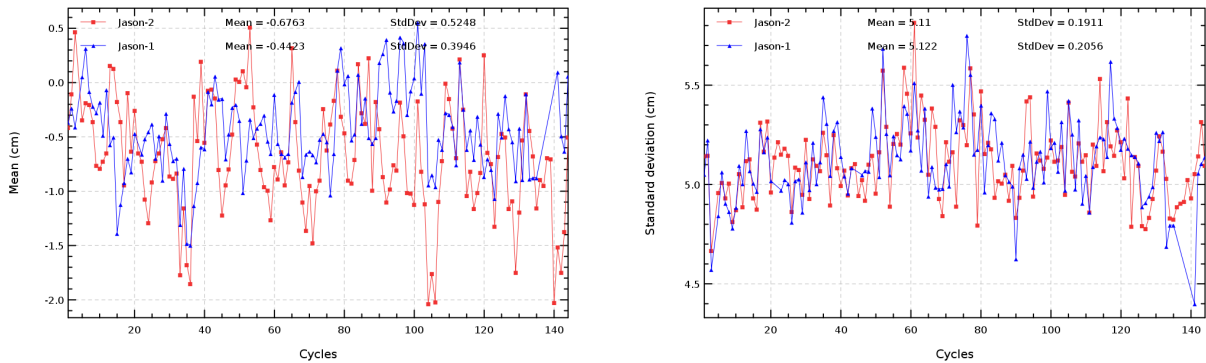 Jason-2 Mean = -0.6763 StdDev = 0.5248
Jason-1 Mean = -0.4423 StdDev = 0.3946
0.5
0.0
-0.5
-1.0
-1.5
-2.0
Mean (cm)
20 40 60 80 100 120 140
Cycles
Jason-2 Mean = 5.11 StdDev = 0.1911
Jason-1 Mean = 5.122 StdDev = 0.2056
5.5
5.0
4.5
Standard deviation (cm)
20 40 60 80 100 120 140
Cycles